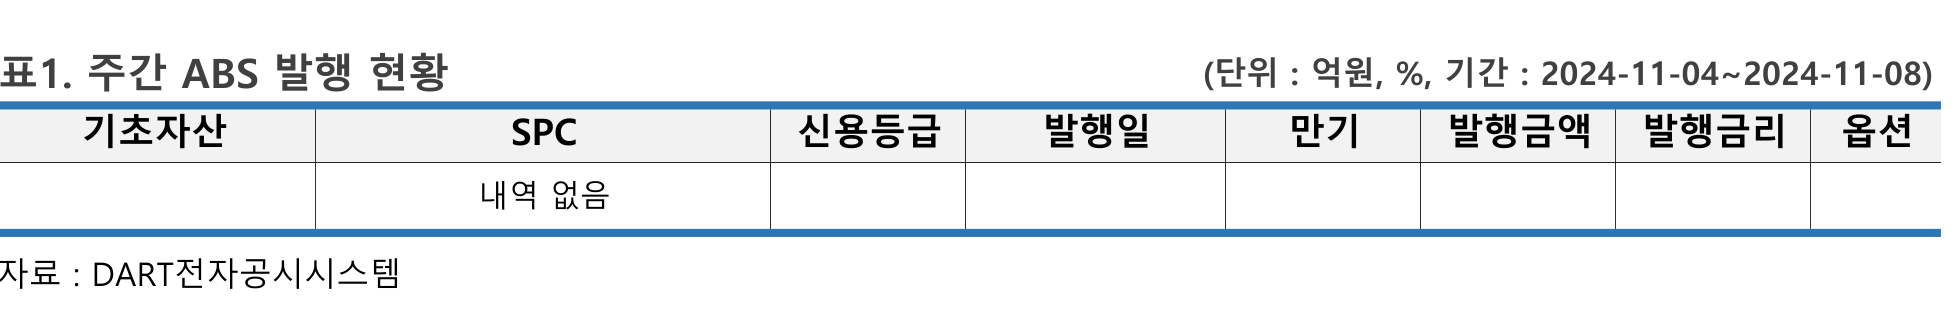 표1. 주간 ABS 발행 현황 (단위 : 억원, %, 기간 : 2024-11-04~2024-11-08)
기초자산 SPC 신용등급 발행일 만기 발행금액 발행금리 옵션
내역 없음
자료 : DART전자공시시스템